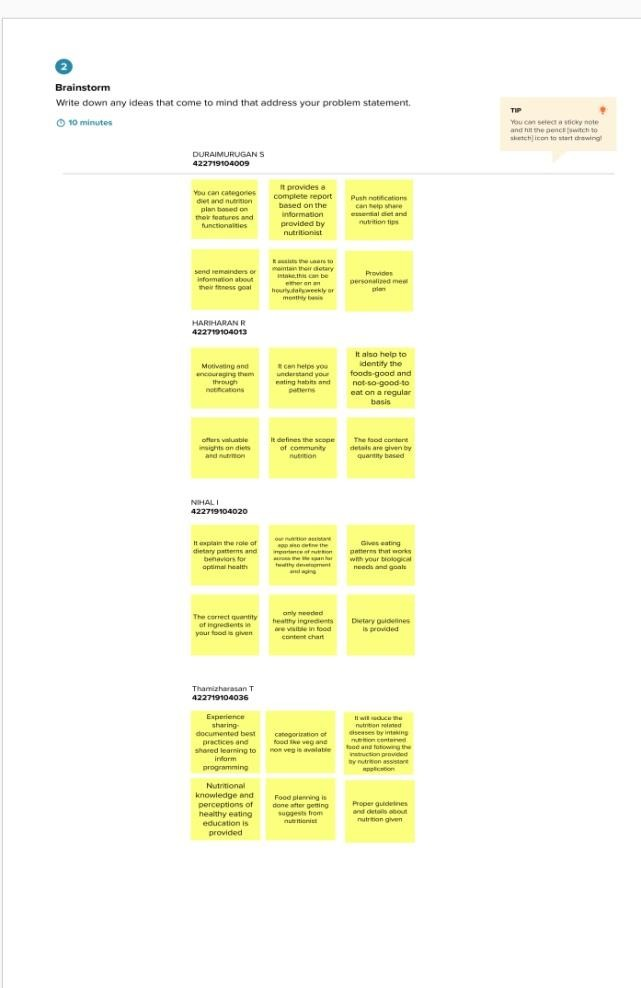 2
Brainstorm
Write down any ideas that come to mind that address your problem statement.
10 minutes
TIP
You can select a sticky note
and hit the pencil [switch to
sketch] icon to start drawing!
DURAIMURUGAN S
422719104009
You can categories
diet and nutrition
plan based on
their features and
functionalities
It provides a
complete report
based on the
information
provided by
nutritionist
Push notifications
can help share
essential diet and
nutrition tips
send remainders or
information about
their fitness goal
It assists the users to
maintain their dietary
intake,this can be
either on an
hourly,daily,weekly or
monthly basis
Provides
personalized meal
plan
HARIHARAN R
422719104013
Motivating and
encouraging them
through
notifications
It can helps you
understand your
eating habits and
patterns
It also help to
identify the
foods-good and
not-so-good-to
eat on a regular
basis
offers valuable
insights on diets
and nutrition
It defines the scope
of community
nutrition
The food content
details are given by
quantity based
NIHAL I
422719104020
It explain the role of
dietary patterns and
behaviors for
optimal health
our nutrition assistant
app also define the
importance of nutrition
across the life span for
healthy development
and aging
Gives eating
patterns that works
with your biological
needs and goals
The correct quantity
of ingredients in
your food is given
only needed
healthy ingredients
are visible in food
content chart
Dietary guidelines
is provided
Thamizharasan T
422719104036
Experience
sharing-
documented best
practices and
shared learning to
inform
programming
categorization of
food like veg and
non veg is available
It will reduce the
nutrition related
diseases by intaking
nutrition contained
food and following the
instruction provided
by nutrition assistant
application
Nutritional
knowledge and
perceptions of
healthy eating
education is
provided
Food planning is
done after getting
suggests from
nutritionist
Proper guidelines
and details about
nutrition given